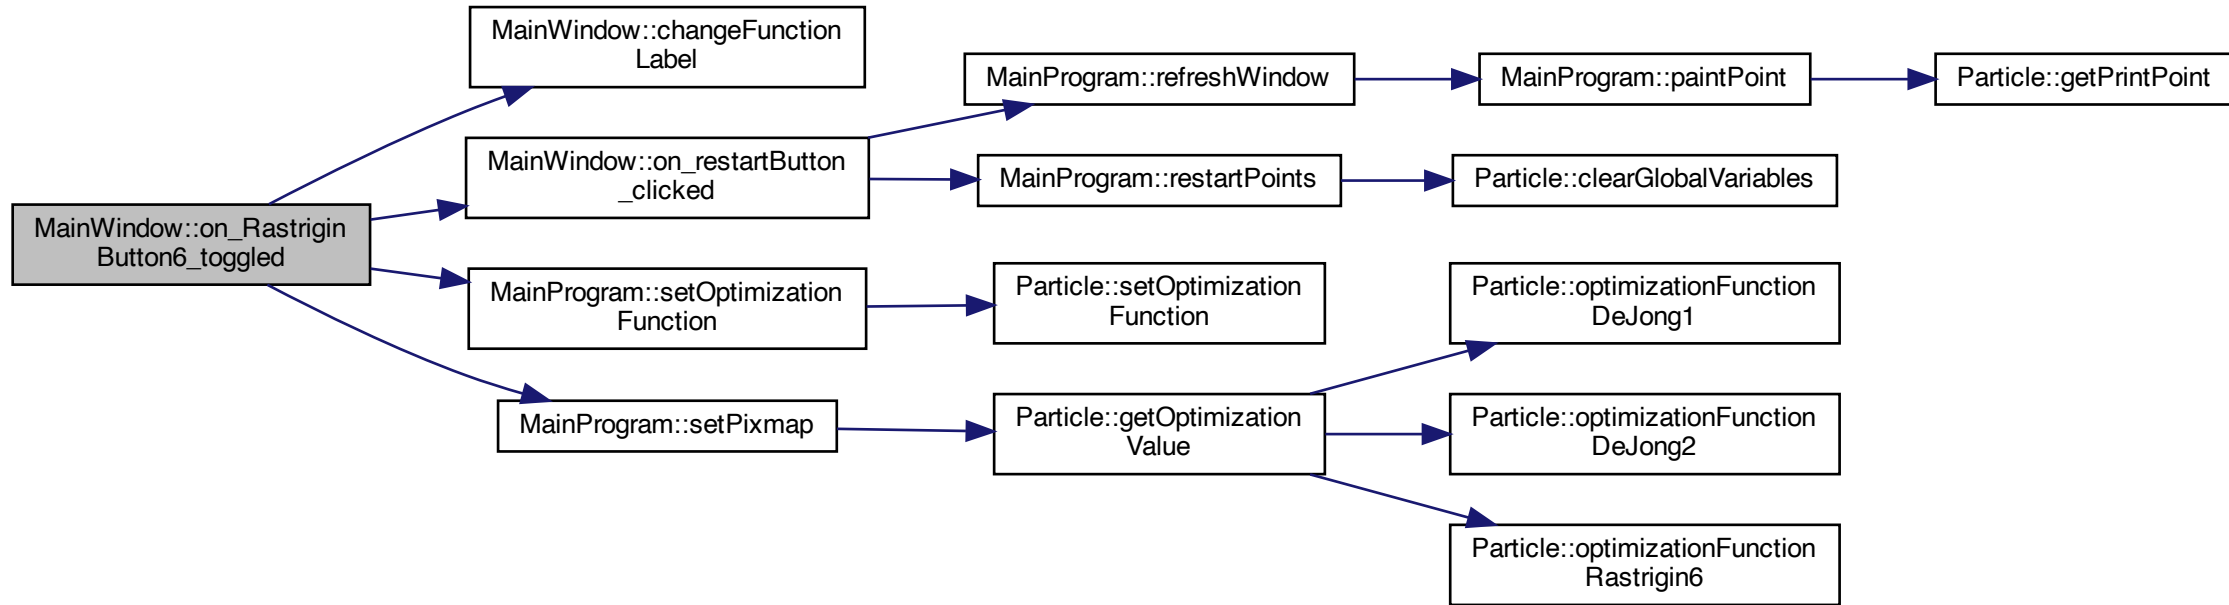 MainWindow::on_Rastrigin
Button6_toggled
MainWindow::changeFunction
Label
MainWindow::on_restartButton
_clicked
MainProgram::setOptimization
Function
MainProgram::setPixmap
MainProgram::refreshWindow
MainProgram::restartPoints
Particle::setOptimization
Function
Particle::getOptimization
Value
MainProgram::paintPoint
Particle::clearGlobalVariables
Particle::optimizationFunction
DeJong1
Particle::optimizationFunction
DeJong2
Particle::optimizationFunction
Rastrigin6
Particle::getPrintPoint